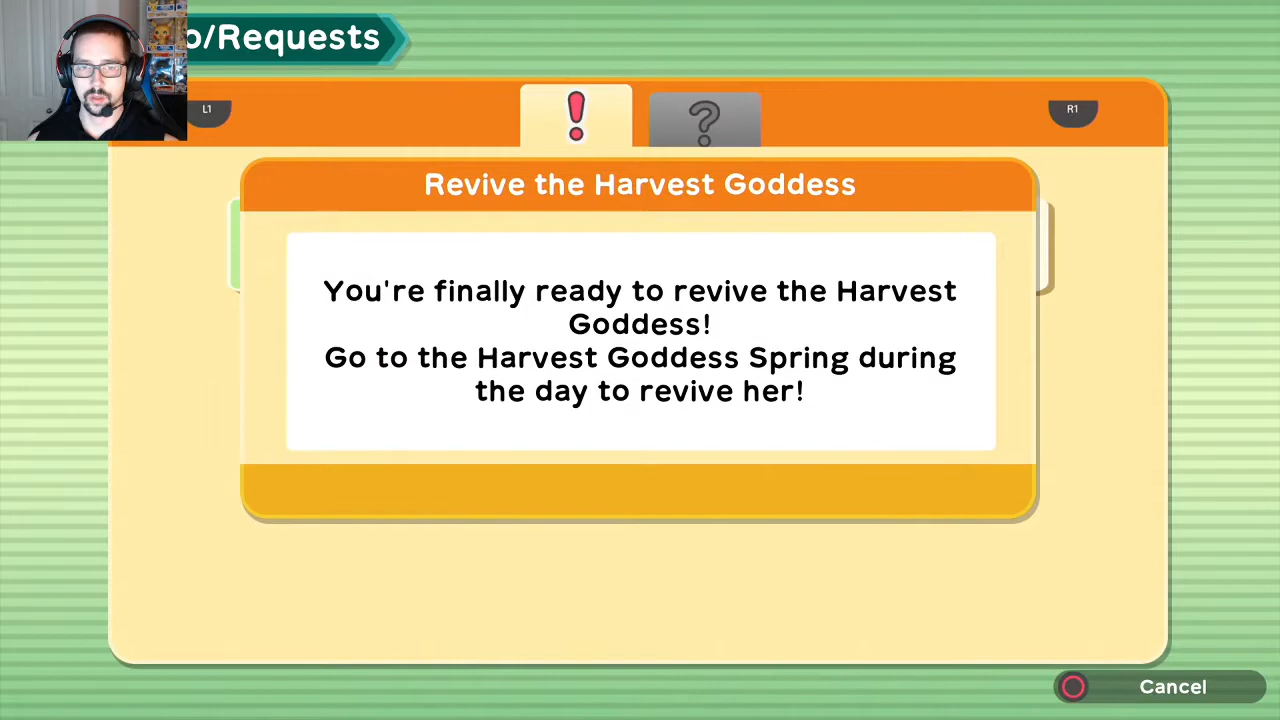 o/Requests
L1
R1
Revive the Harvest Goddess
You're finally ready to revive the Harvest
Goddess!
Go to the Harvest Goddess Spring during
the day to revive her!
Cancel